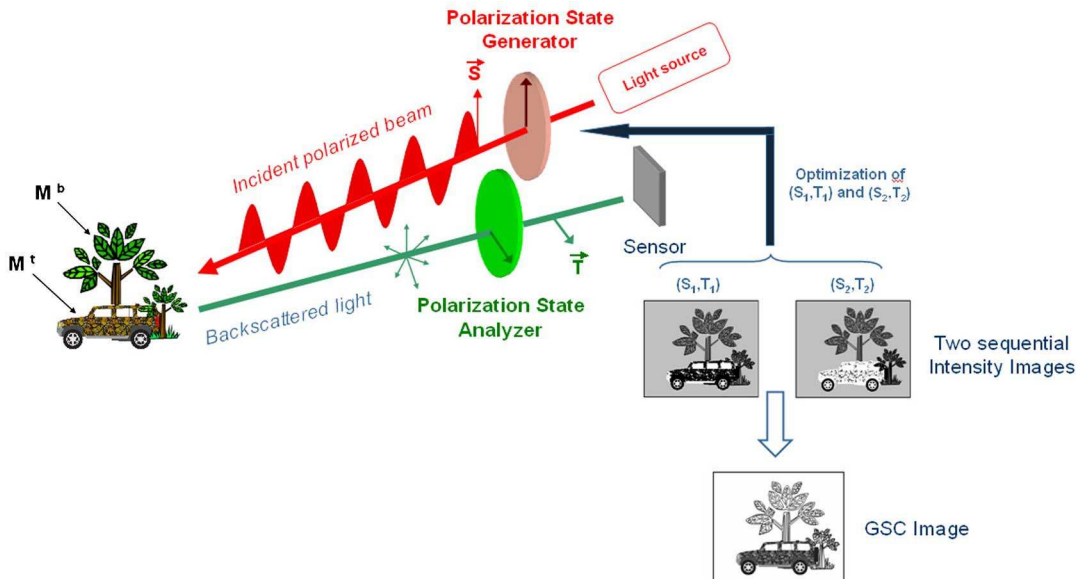 Polarization State
Generator
S
Light source
Incident polarized beam
M b
M t
Optimization of
(S1,T1) and (S2,T2)
Sensor
T
Backscattered light
Polarization State
Analyzer
(S1,T1)
(S2,T2)
Two sequential
Intensity Images
GSC Image